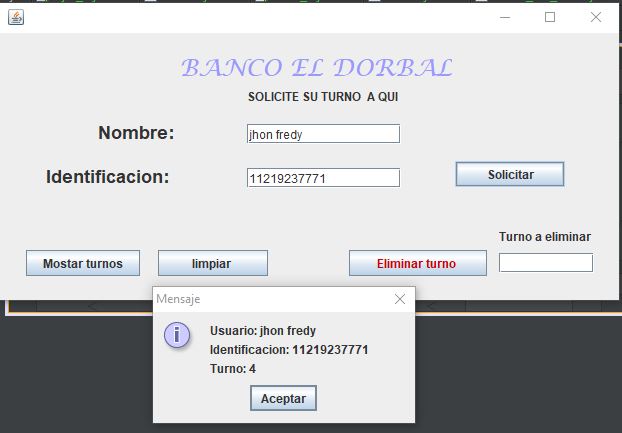 BANCO EL DORBAL
SOLICITE SU TURNO A QUI
Nombre:
jhon fredy
Identificacion:
11219237771
Solicitar
Turno a eliminar
Mostar turnos
limpiar
Eliminar turno
Mensaje
Usuario: jhon fredy
Identificacion: 11219237771
Turno: 4
Aceptar